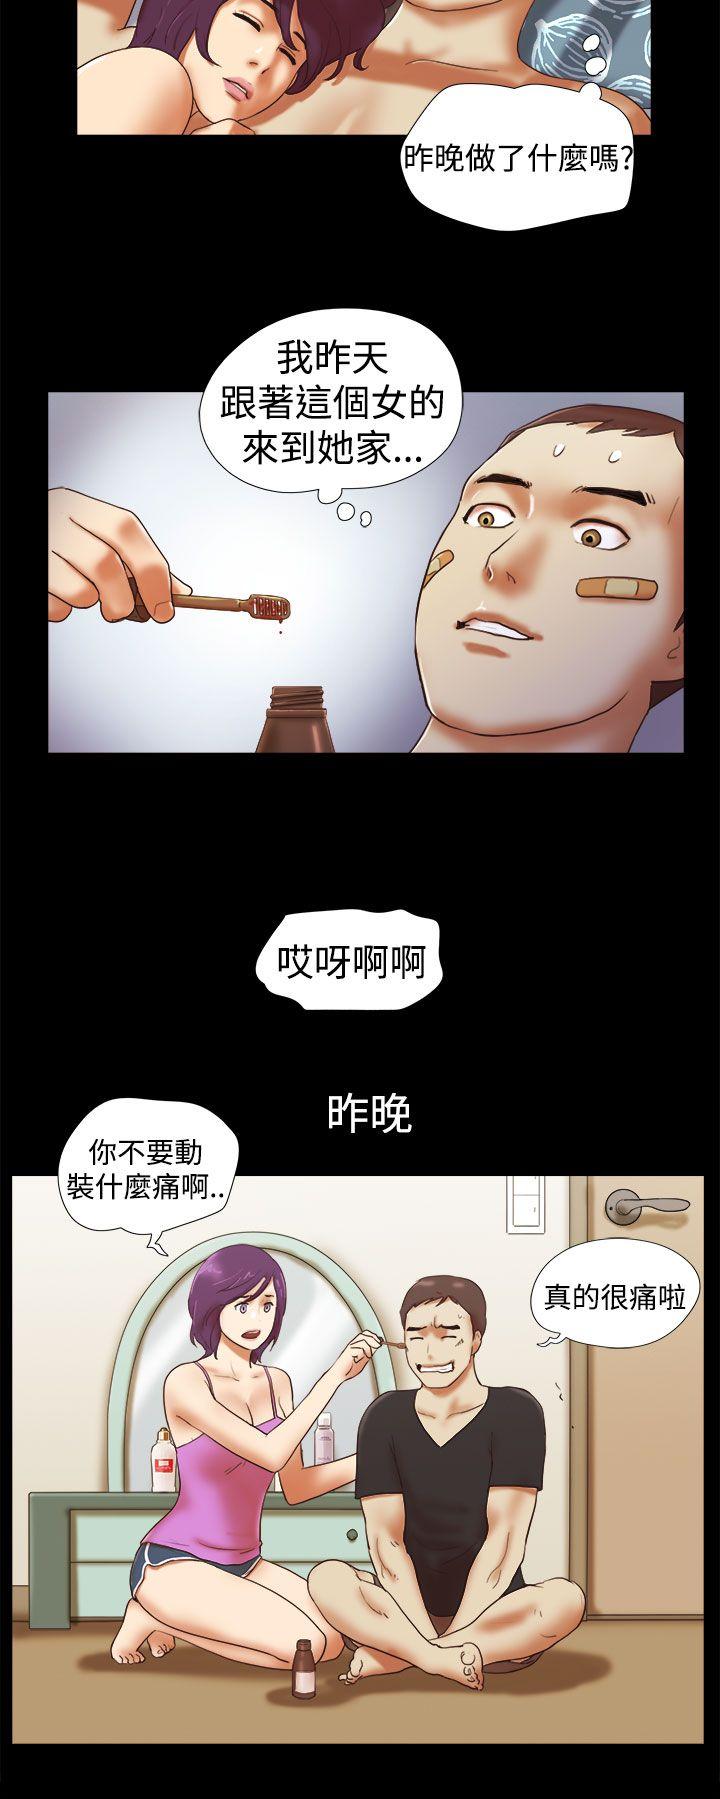 昨晚做了什麼嗎?
我昨天
跟著這個女的
來到她家...
哎呀啊啊
昨晚
你不要動
裝什麼痛啊..
真的很痛啦